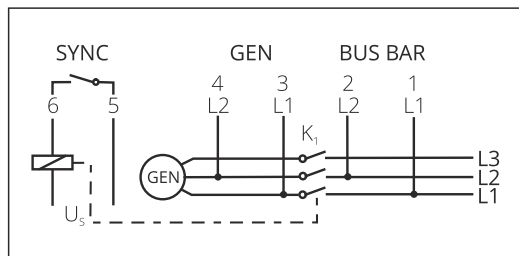 SYNC GEN BUS BAR
4 3 2 1
6 5 L2 L1 L2 L1
K1
L3
GEN L2
L1
US